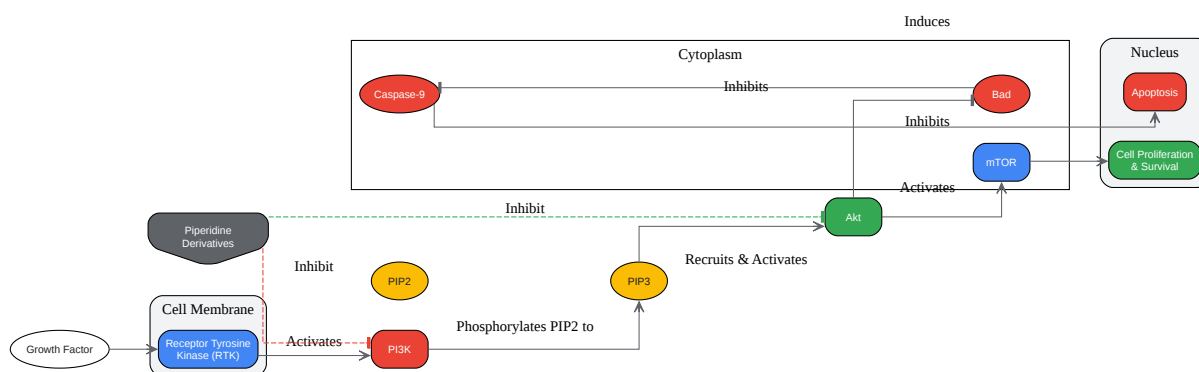 Induces
Cytoplasm
Nucleus
Caspase-9
Inhibits
Bad
Apoptosis
Inhibits
Cell Proliferation
& Survival
mTOR
Activates
Inhibit
Akt
Piperidine
Derivatives
Recruits & Activates
Inhibit
PIP2
PIP3
Cell Membrane
Phosphorylates PIP2 to
Growth Factor
Receptor Tyrosine
Kinase (RTK)
Activates
PI3K